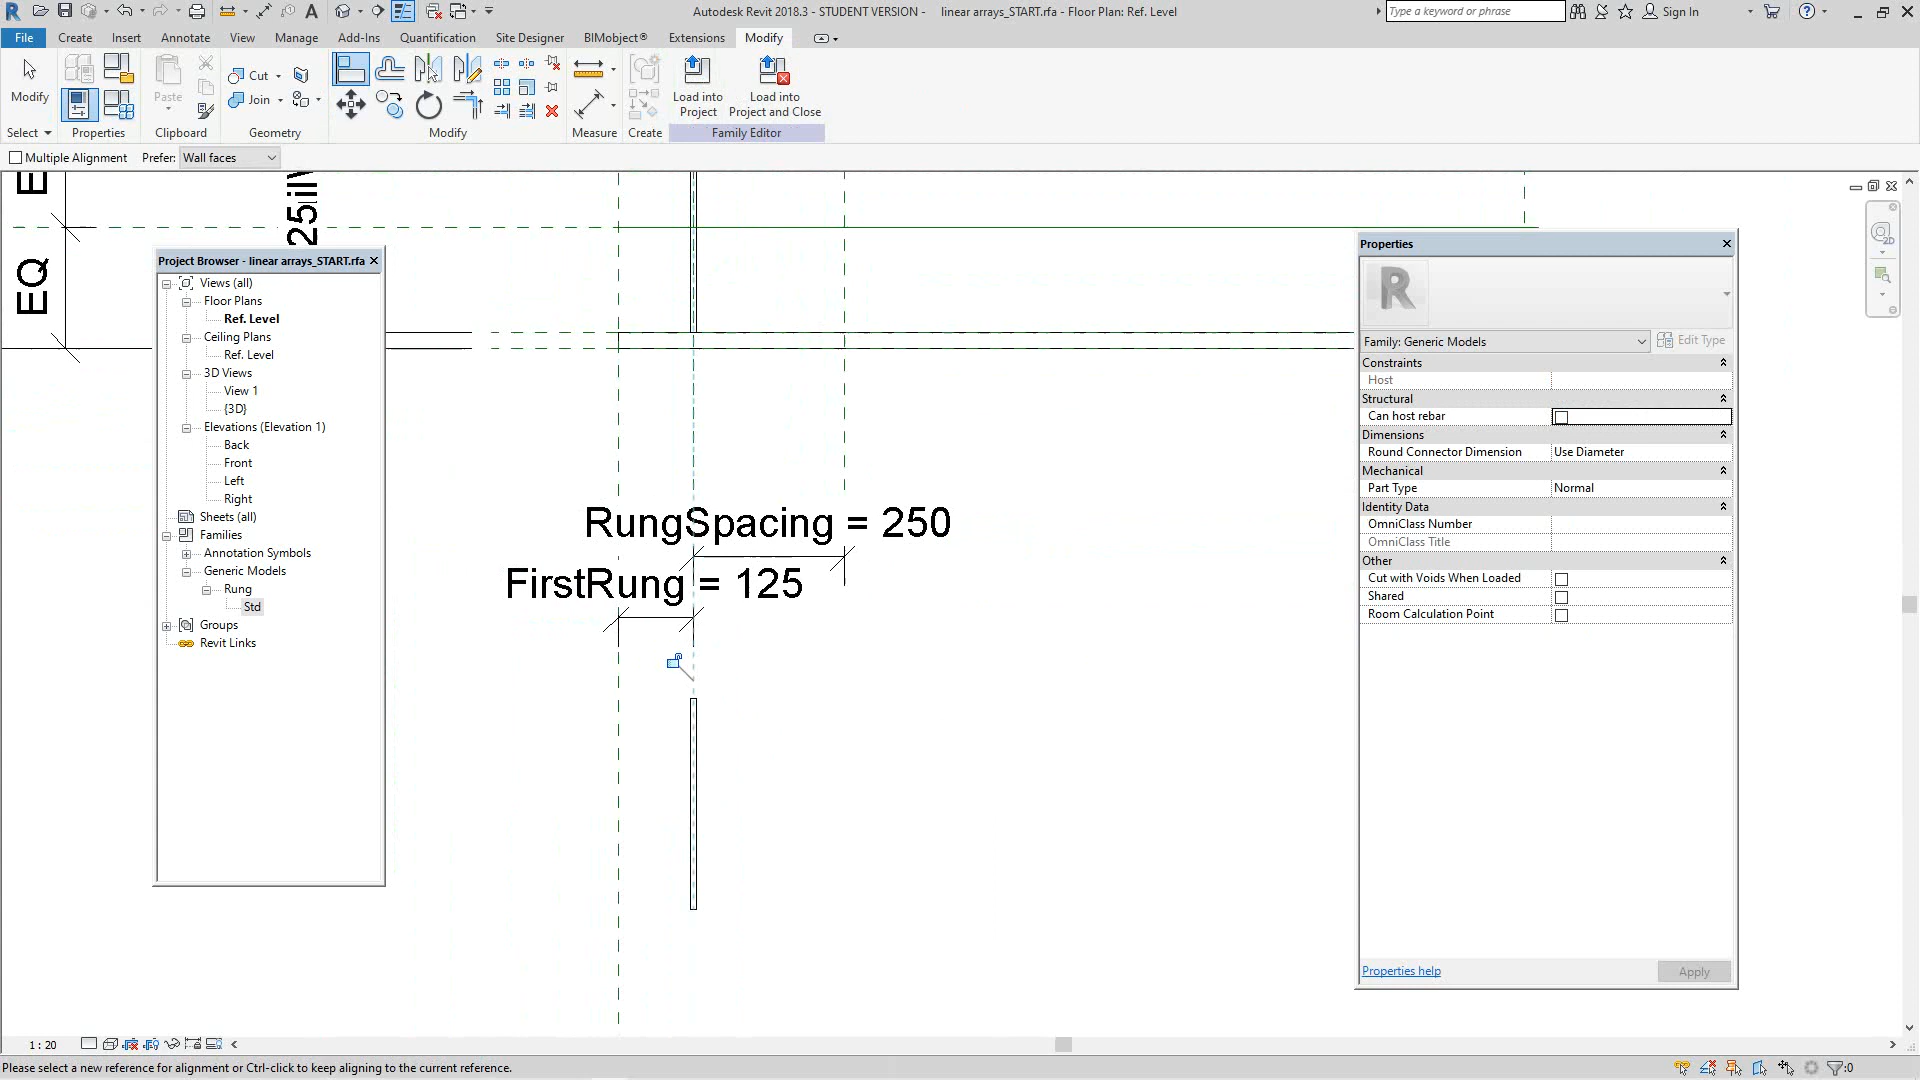 Autodesk Revit 2018.3 - STUDENT VERSION - linear arrays_START.rfa - Floor Plan: Ref. Level
Type a keyword or phrase
Sign In
File Create Insert Annotate View Manage Add-Ins Quantification Site Designer BIMobject® Extensions Modify
Modify
Paste
Cut
Join
Load into
Project
Load into
Project and Close
Select Properties Clipboard Geometry Modify Measure Create Family Editor
Multiple Alignment Prefer: Wall faces
EQ
Project Browser - linear arrays_START.rfa
Views (all)
Floor Plans
Ref. Level
Ceiling Plans
Ref. Level
3D Views
View 1
{3D}
Elevations (Elevation 1)
Back
Front
Left
Right
Sheets (all)
Families
Annotation Symbols
Generic Models
Rung
Std
Groups
Revit Links
RungSpacing = 250
FirstRung = 125
Properties
R
Family: Generic Models Edit Type
Constraints
Host
Structural
Can host rebar
Dimensions
Round Connector Dimension Use Diameter
Mechanical
Part Type Normal
Identity Data
OmniClass Number
OmniClass Title
Other
Cut with Voids When Loaded
Shared
Room Calculation Point
Properties help Apply
2D
1 : 20
Please select a new reference for alignment or Ctrl-click to keep aligning to the current reference.
:0